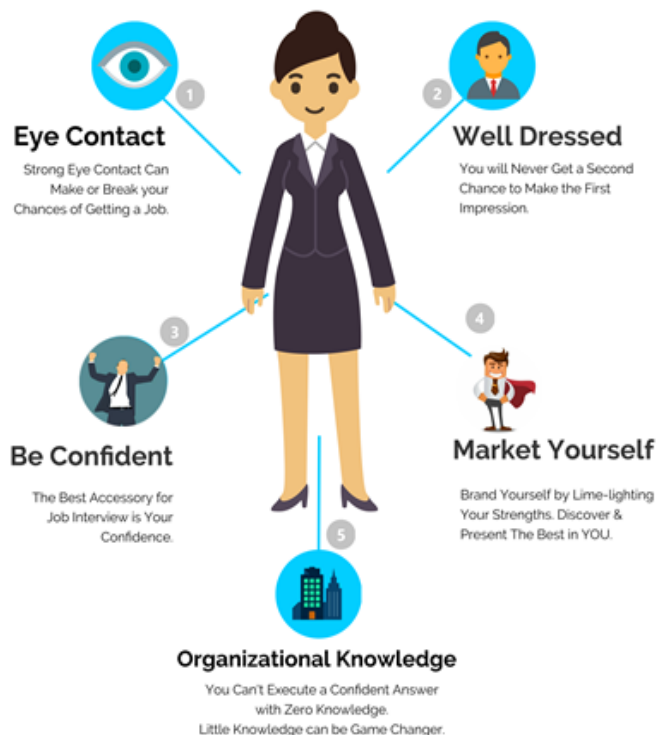 1
Eye Contact
Strong Eye Contact Can
Make or Break your
Chances of Getting a Job.
2
Well Dressed
You will Never Get a Second
Chance to Make the First
Impression.
3
Be Confident
The Best Accessory for
Job Interview is Your
Confidence.
4
Market Yourself
Brand Yourself by Lime-lighting
Your Strengths. Discover &
Present The Best in YOU.
5
Organizational Knowledge
You Can't Execute a Confident Answer
with Zero Knowledge.
Little Knowledge can be Game Changer.